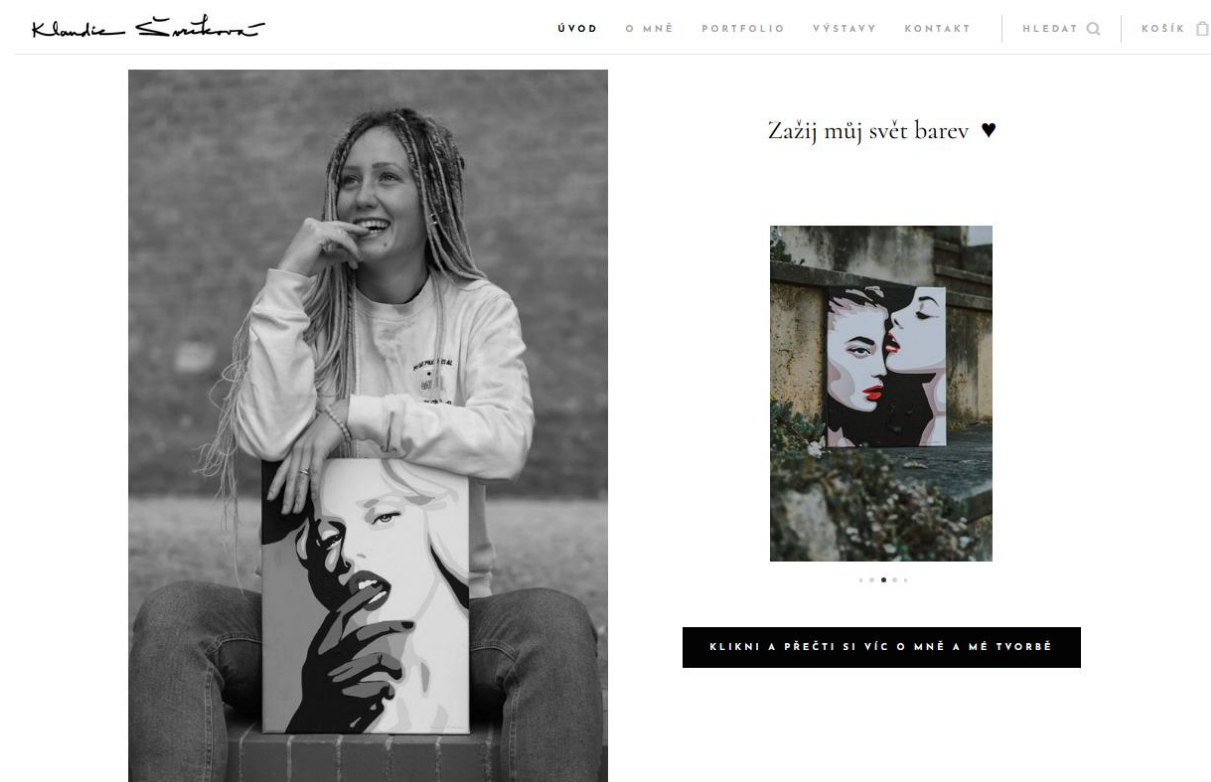 Klaudie Švrčková
ÚVOD
O MNĚ
PORTFOLIO
VÝSTAVY
KONTAKT
HLEDAT
KOŠÍK
Zažij můj svět barev ♥
KLIKNI A PŘEČTI SI VÍC O MNĚ A MÉ TVORBĚ